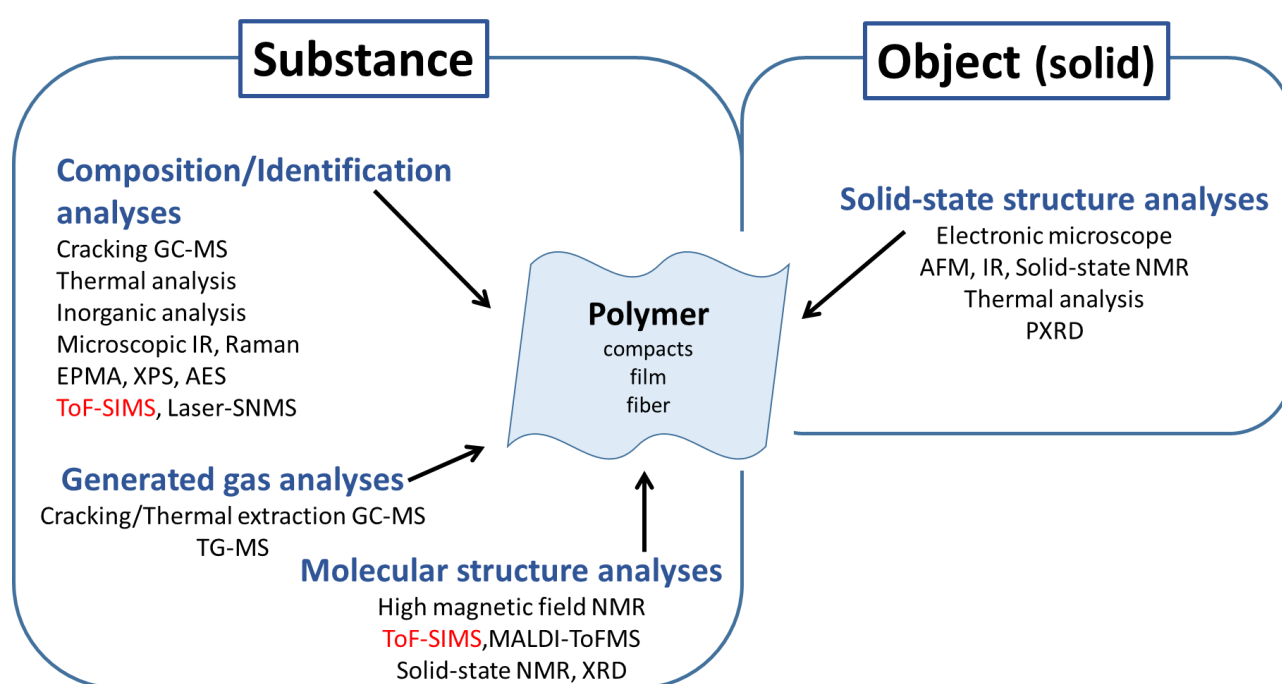 Substance
Object (solid)
Composition/Identification
analyses
Cracking GC-MS
Thermal analysis
Inorganic analysis
Microscopic IR, Raman
EPMA, XPS, AES
ToF-SIMS, Laser-SNMS
Generated gas analyses
Cracking/Thermal extraction GC-MS
TG-MS
Molecular structure analyses
High magnetic field NMR
ToF-SIMS,MALDI-ToFMS
Solid-state NMR, XRD
Polymer
compacts
film
fiber
Solid-state structure analyses
Electronic microscope
AFM, IR, Solid-state NMR
Thermal analysis
PXRD